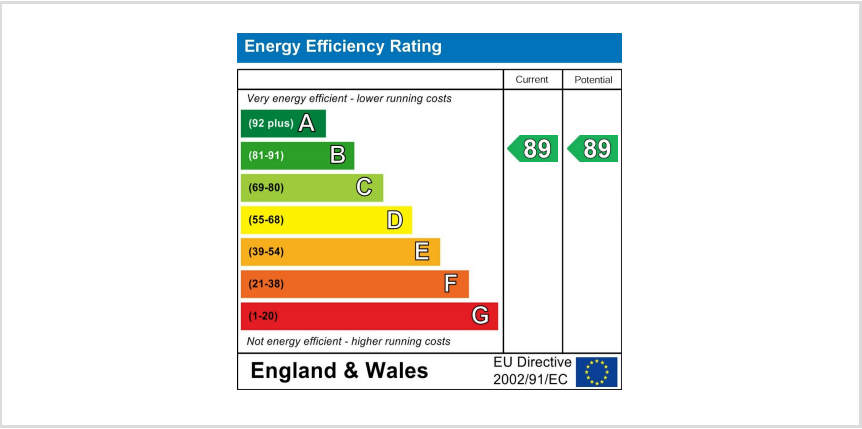 Energy Efficiency Rating
Current Potential
Very energy efficient - lower running costs
(92 plus) A
(81-91) B
89 89
(69-80) C
(55-68) D
(39-54) E
(21-38) F
(1-20) G
Not energy efficient - higher running costs
England & Wales
EU Directive
2002/91/EC